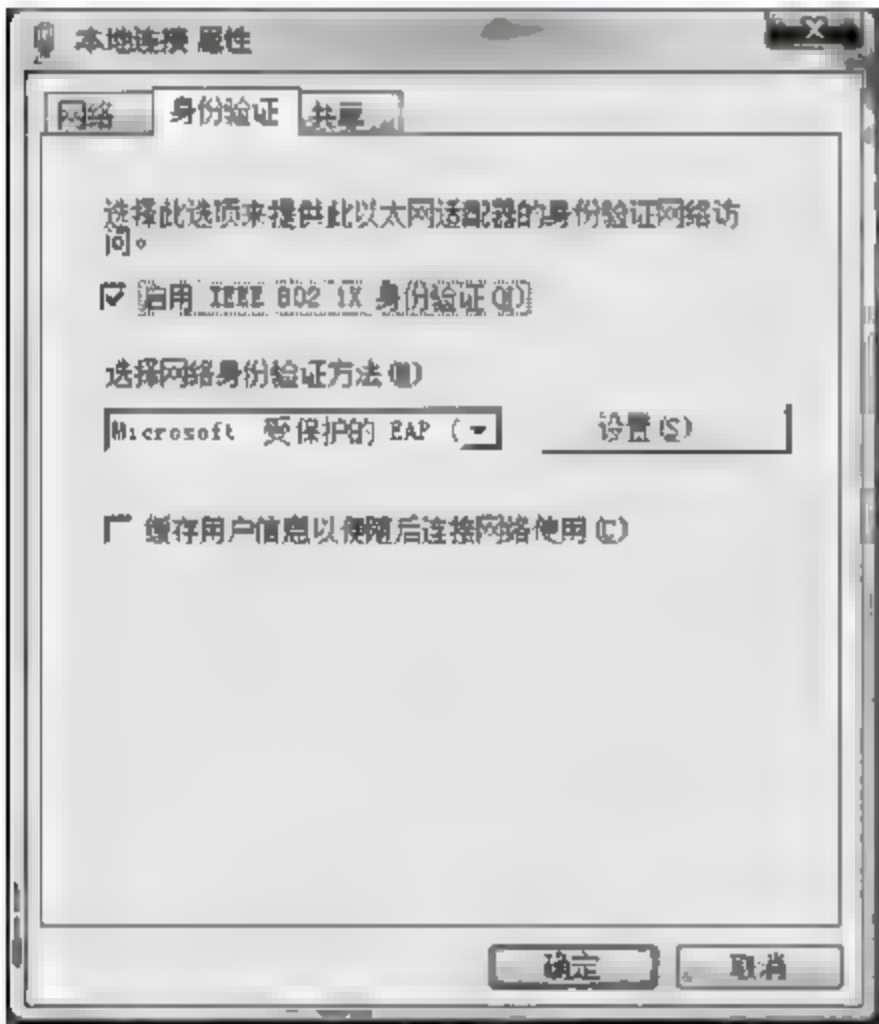 本地连接 属性
X
网络 身份验证 共享
选择此选项来提供此以太网适配器的身份验证网络访
问。
启用 IEEE 802 1X 身份验证(N)
选择网络身份验证方法(M)
Microsoft 受保护的 EAP ( 设置(S)
缓存用户信息以便随后连接网络使用(C)
确定 取消